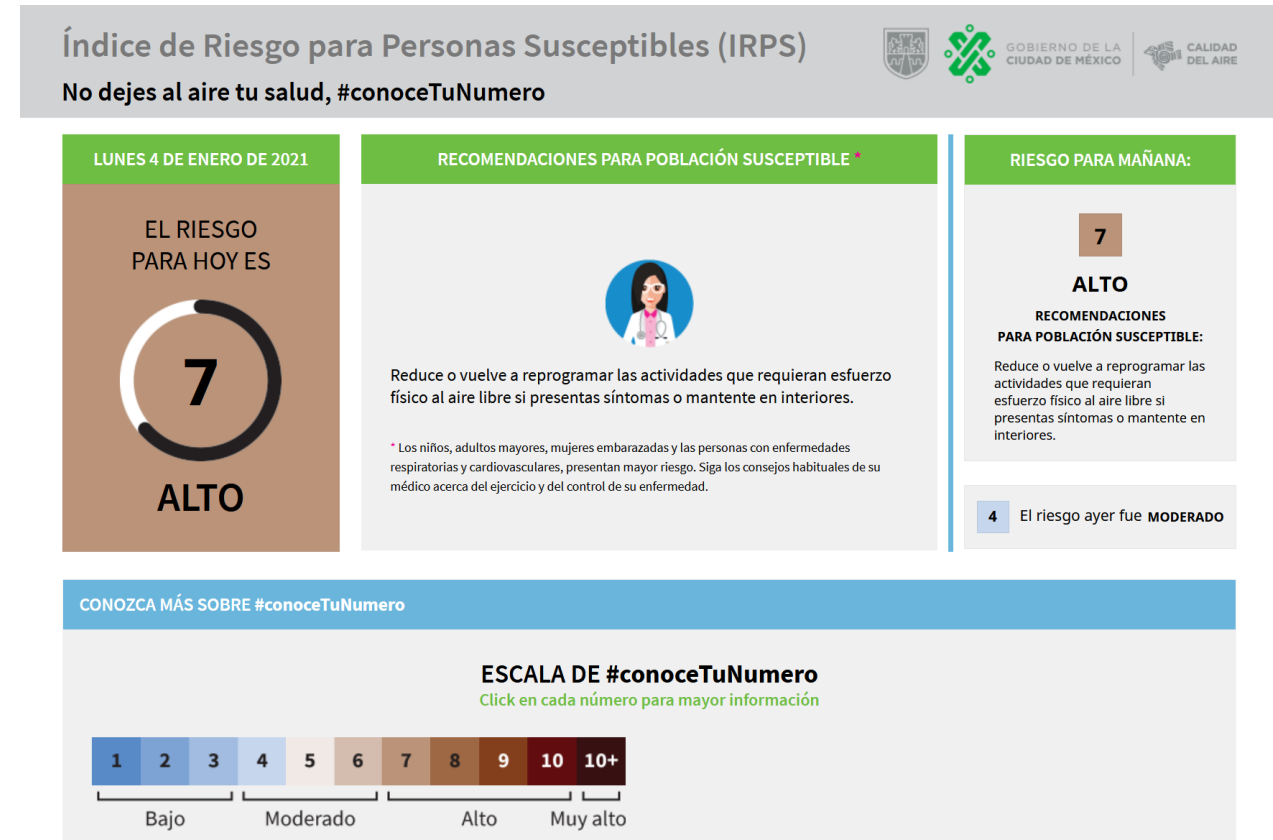 Índice de Riesgo para Personas Susceptibles (IRPS)
No dejes al aire tu salud, #conoceTuNumero
GOBIERNO DE LA
CIUDAD DE MÉXICO
CALIDAD
DEL AIRE
LUNES 4 DE ENERO DE 2021
EL RIESGO
PARA HOY ES
7
ALTO
RECOMENDACIONES PARA POBLACIÓN SUSCEPTIBLE *
Reduce o vuelve a reprogramar las actividades que requieran esfuerzo
físico al aire libre si presentas síntomas o mantente en interiores.
* Los niños, adultos mayores, mujeres embarazadas y las personas con enfermedades
respiratorias y cardiovasculares, presentan mayor riesgo. Siga los consejos habituales de su
médico acerca del ejercicio y del control de su enfermedad.
RIESGO PARA MAÑANA:
7
ALTO
RECOMENDACIONES
PARA POBLACIÓN SUSCEPTIBLE:
Reduce o vuelve a reprogramar las
actividades que requieran
esfuerzo físico al aire libre si
presentas síntomas o mantente en
interiores.
4 El riesgo ayer fue MODERADO
CONOZCA MÁS SOBRE #conoceTuNumero
ESCALA DE #conoceTuNumero
Click en cada número para mayor información
1 2 3 4 5 6 7 8 9 10 10+
Bajo Moderado Alto Muy alto